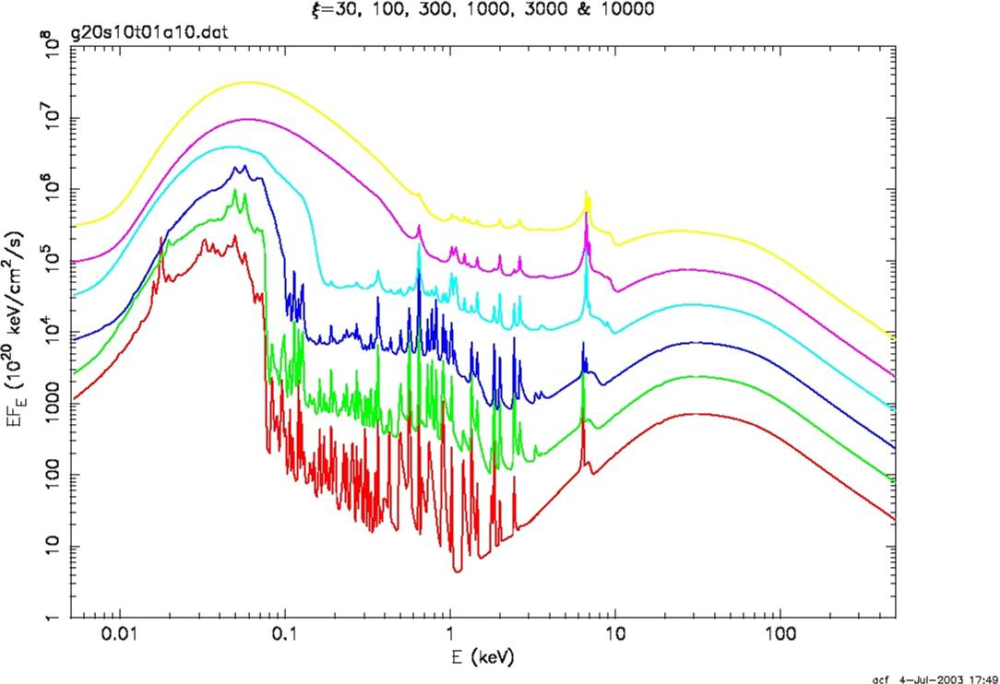 ξ=30, 100, 300, 1000, 3000 & 10000
g20s10t01a10.dat
10⁸
10⁷
10⁶
10⁵
10⁴
1000
100
10
1
EF_E (10²⁰ keV/cm²/s)
0.01 0.1 1 10 100
E (keV)
acf 4-Jul-2003 17:49